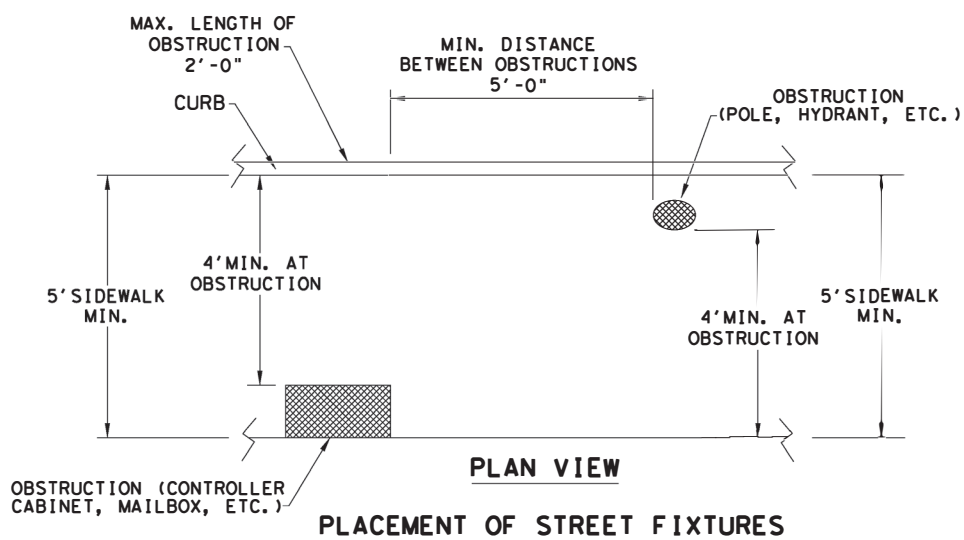 MAX. LENGTH OF
OBSTRUCTION
2'-0"
CURB
MIN. DISTANCE
BETWEEN OBSTRUCTIONS
5'-0"
OBSTRUCTION
(POLE, HYDRANT, ETC.)
4'MIN. AT
OBSTRUCTION
5'SIDEWALK
MIN.
4'MIN. AT
OBSTRUCTION
5'SIDEWALK
MIN.
OBSTRUCTION (CONTROLLER
CABINET, MAILBOX, ETC.)
PLAN VIEW
PLACEMENT OF STREET FIXTURES